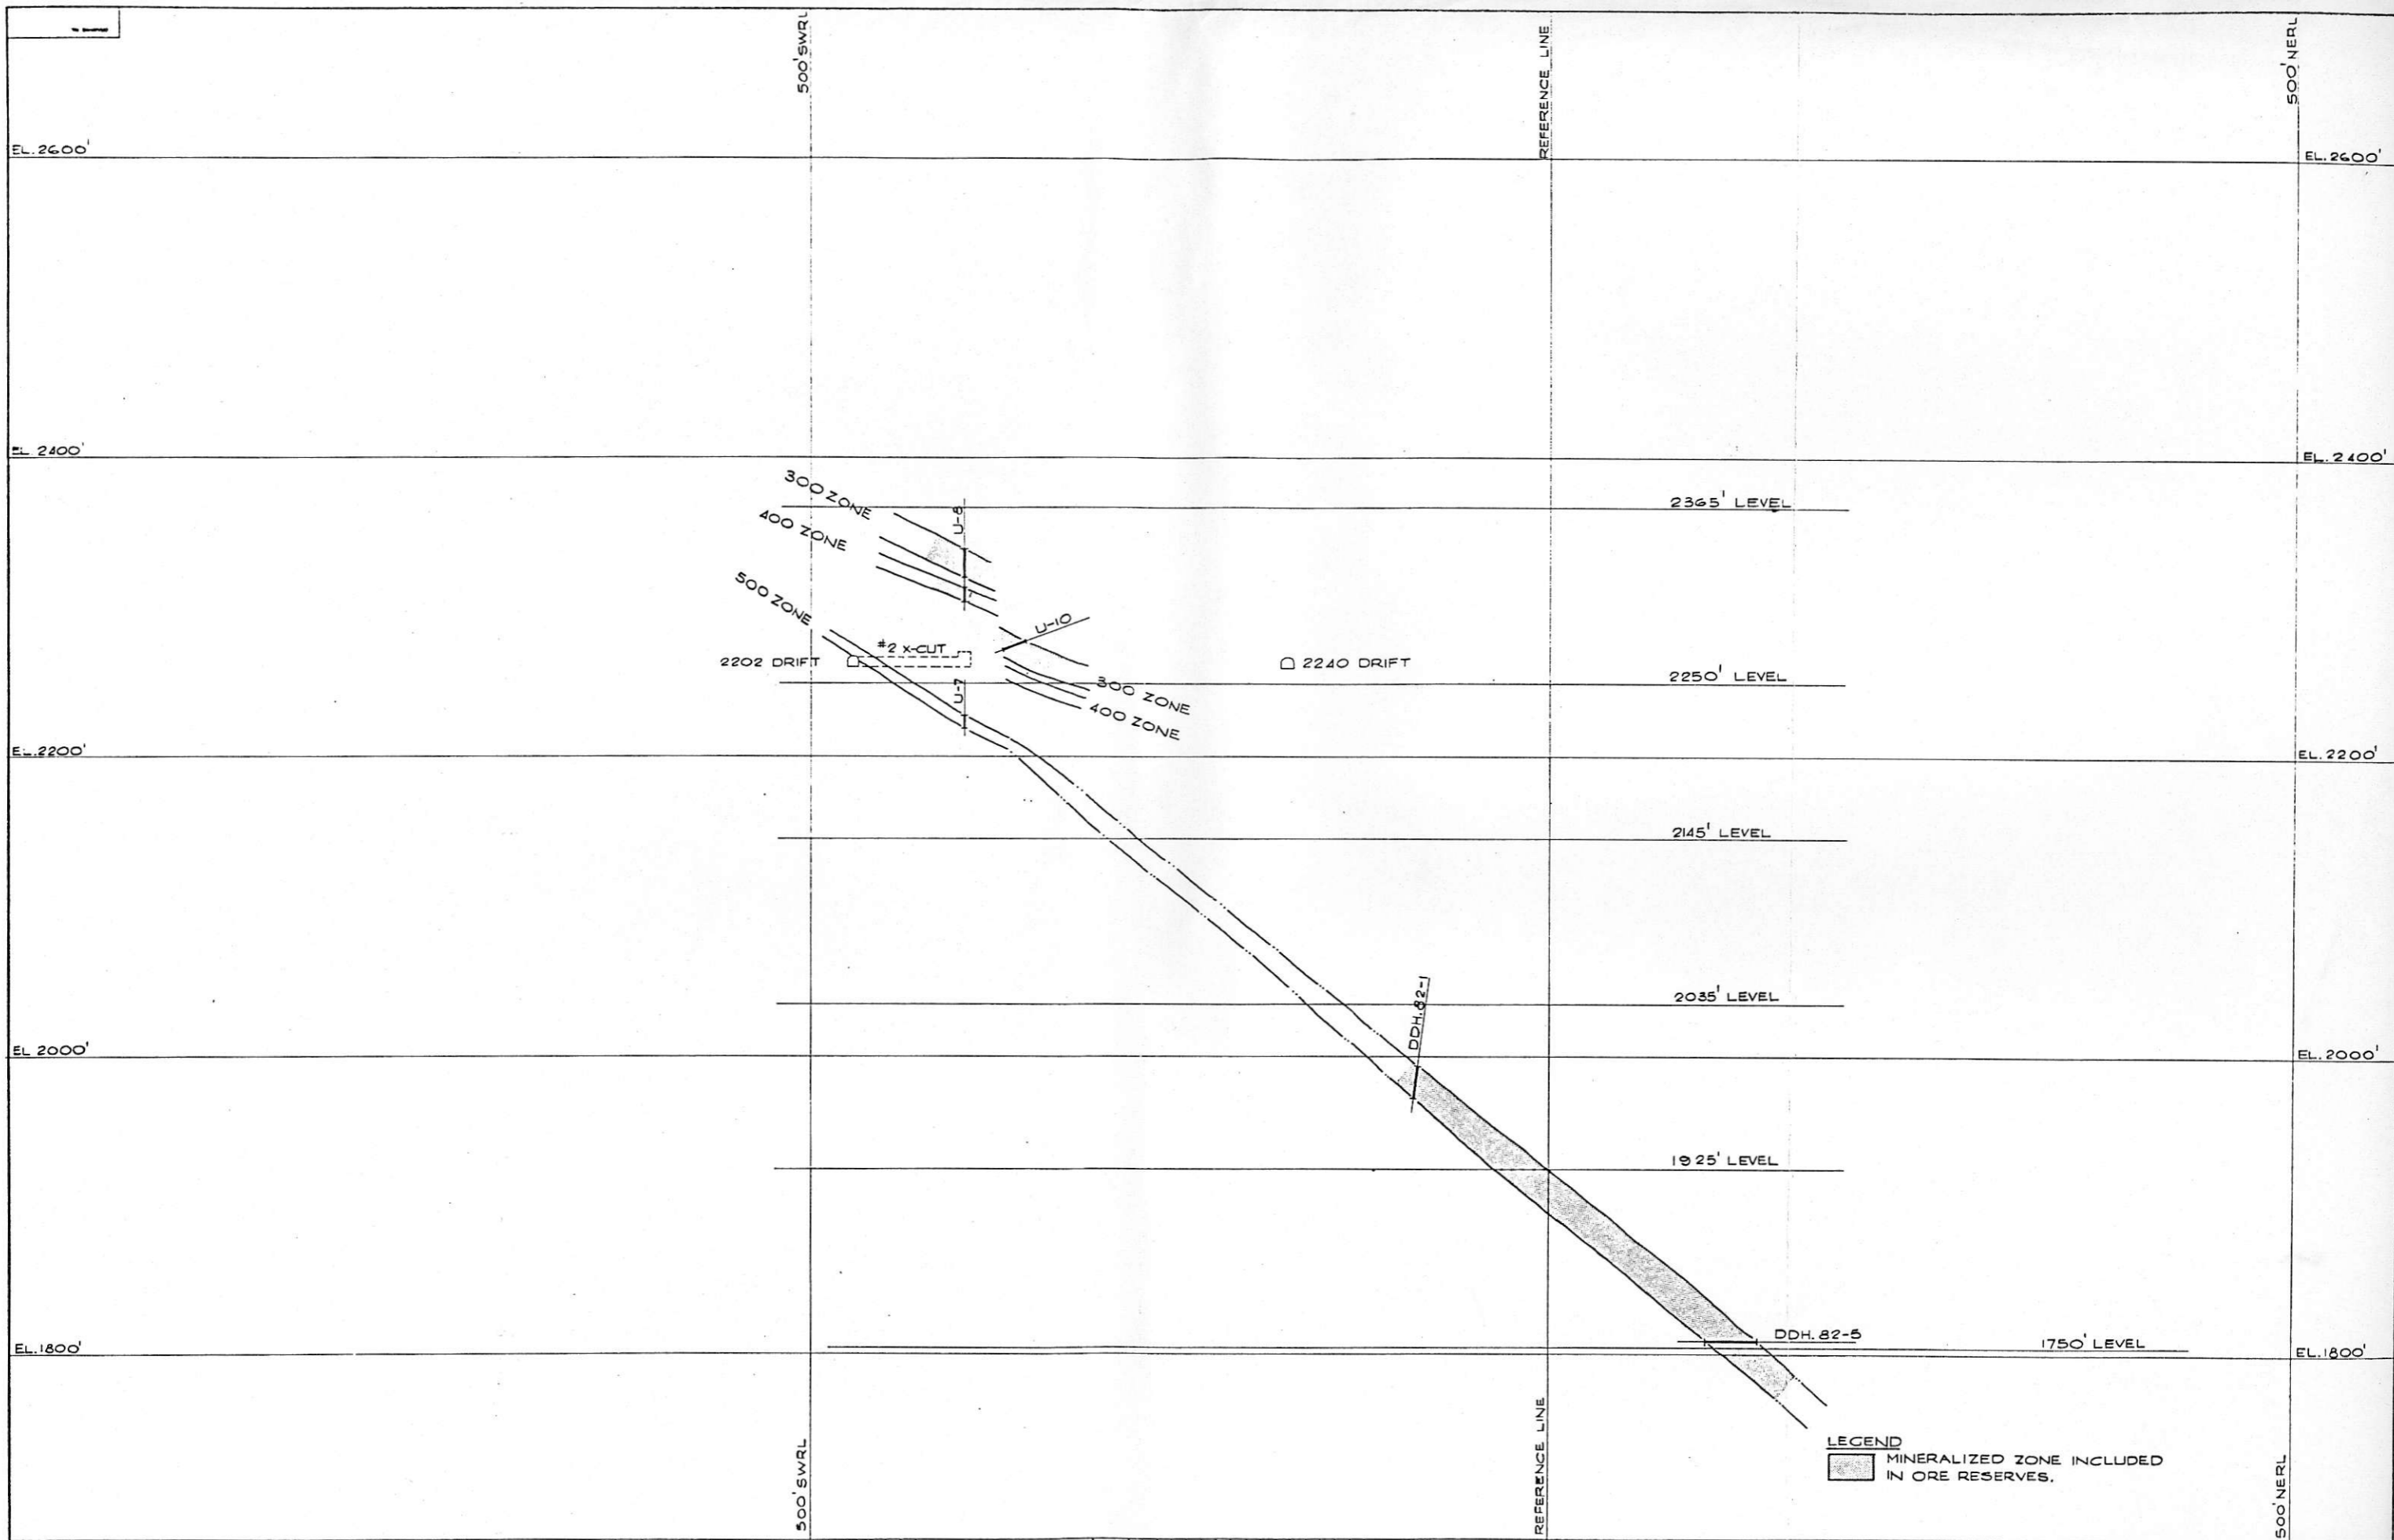 500' SWRL
REFERENCE LINE
500' NERL
EL. 2600'
EL. 2600'
EL. 2400'
EL. 2400'
300 ZONE
2365' LEVEL
U-8
400 ZONE
500 ZONE
U-10
#2 X-CUT
2202 DRIFT
2240 DRIFT
2250' LEVEL
U-7
300 ZONE
400 ZONE
EL. 2200'
EL. 2200'
2145' LEVEL
DDH. 82-1
2035' LEVEL
EL 2000'
EL. 2000'
1925' LEVEL
DDH. 82-5
1750' LEVEL
EL. 1800'
EL. 1800'
500' SWRL
REFERENCE LINE
500' NERL
LEGEND
MINERALIZED ZONE INCLUDED
IN ORE RESERVES.